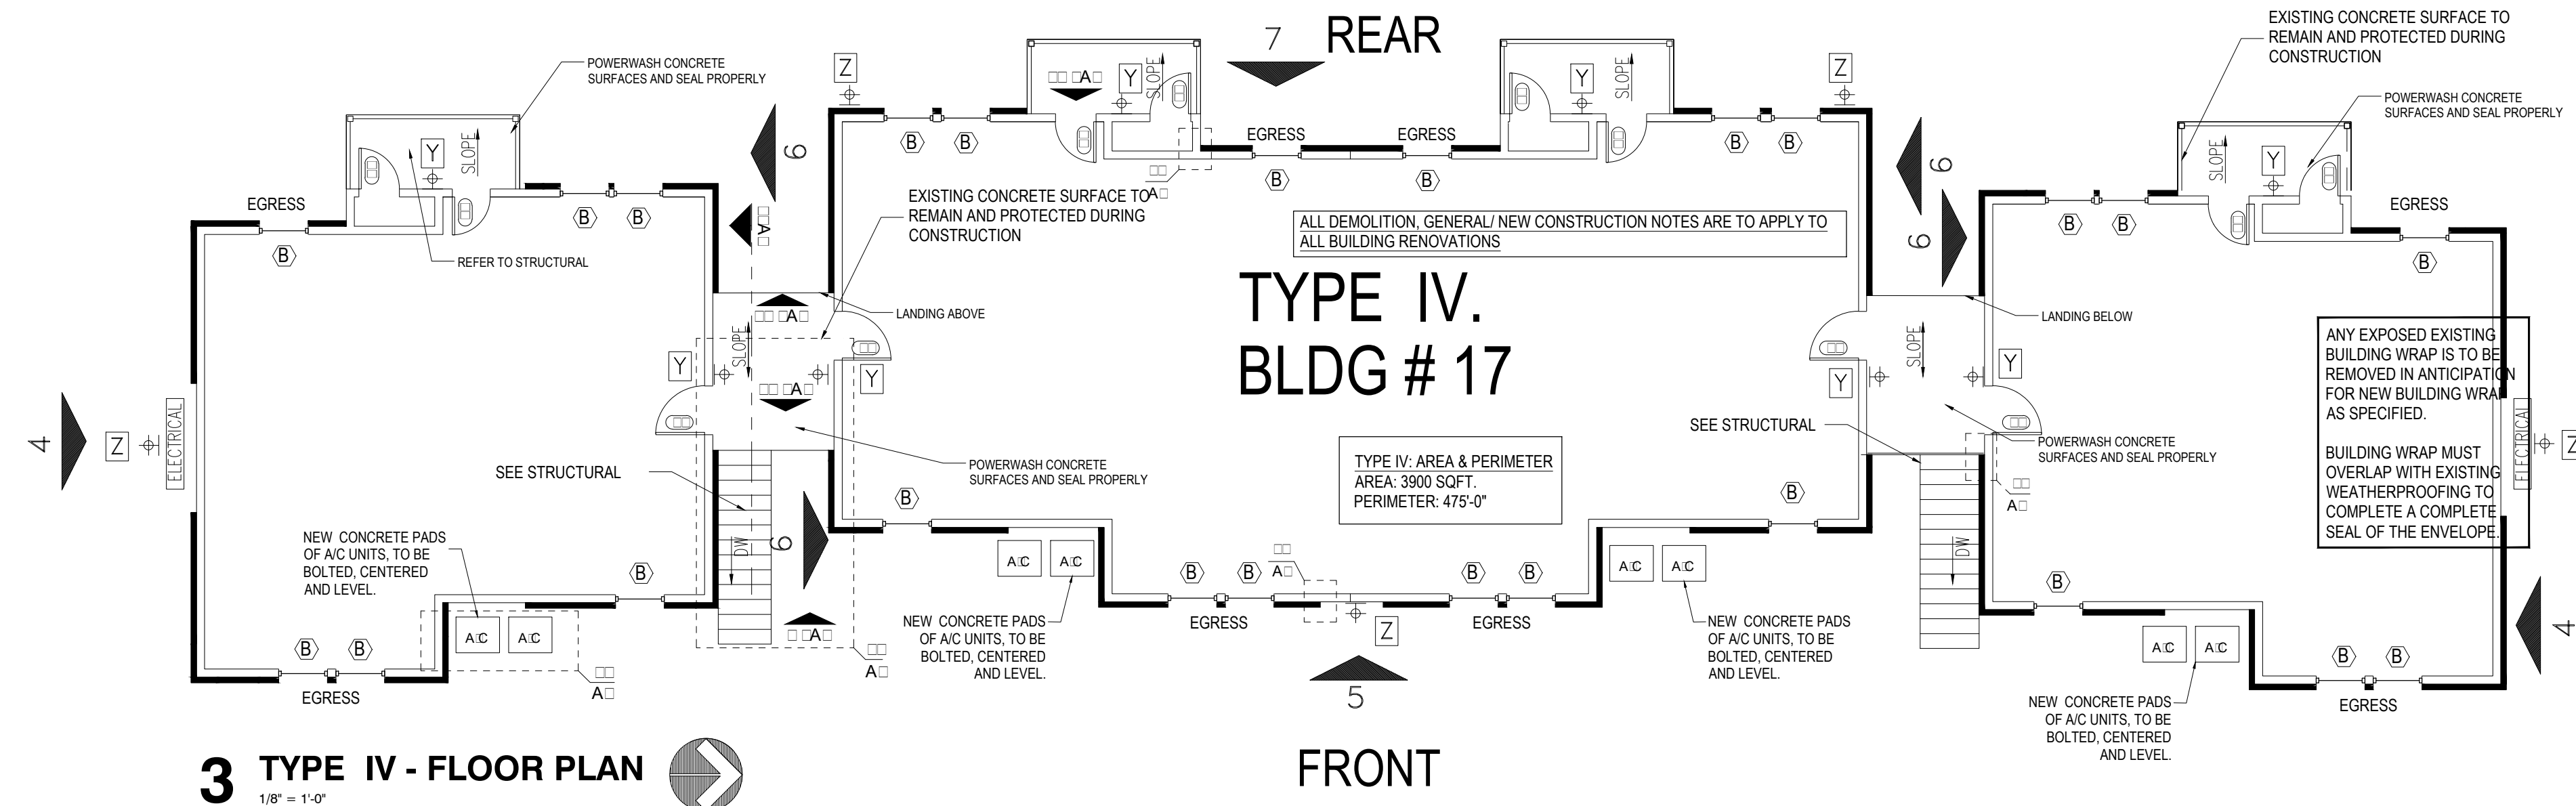 REAR
7
EXISTING CONCRETE SURFACE TO
REMAIN AND PROTECTED DURING
CONSTRUCTION
POWERWASH CONCRETE
SURFACES AND SEAL PROPERLY
POWERWASH CONCRETE
SURFACES AND SEAL PROPERLY
Z
Z
Y
Y
Y
Y
SLOPE
SLOPE
SLOPE
SLOPE
6
6
6
EGRESS
EGRESS
EGRESS
EGRESS
B
B
B
B
B
B
B
B
B
B
B
B
EXISTING CONCRETE SURFACE TO
REMAIN AND PROTECTED DURING
CONSTRUCTION
REFER TO STRUCTURAL
ALL DEMOLITION, GENERAL/ NEW CONSTRUCTION NOTES ARE TO APPLY TO
ALL BUILDING RENOVATIONS
TYPE IV.
BLDG # 17
LANDING ABOVE
LANDING BELOW
SLOPE
SLOPE
Y
Y
Y
Y
ANY EXPOSED EXISTING
BUILDING WRAP IS TO BE
REMOVED IN ANTICIPATION
FOR NEW BUILDING WRAP
AS SPECIFIED.
BUILDING WRAP MUST
OVERLAP WITH EXISTING
WEATHERPROOFING TO
COMPLETE A COMPLETE
SEAL OF THE ENVELOPE.
4
Z
ELECTRICAL
ELECTRICAL
Z
SEE STRUCTURAL
SEE STRUCTURAL
POWERWASH CONCRETE
SURFACES AND SEAL PROPERLY
POWERWASH CONCRETE
SURFACES AND SEAL PROPERLY
TYPE IV: AREA & PERIMETER
AREA: 3900 SQFT.
PERIMETER: 475'-0"
B
B
DW
DW
6
NEW CONCRETE PADS
OF A/C UNITS, TO BE
BOLTED, CENTERED
AND LEVEL.
B
B
B
B
B
B
A/C
A/C
A/C
A/C
A/C
A/C
A/C
A/C
EGRESS
EGRESS
Z
NEW CONCRETE PADS
OF A/C UNITS, TO BE
BOLTED, CENTERED
AND LEVEL.
NEW CONCRETE PADS
OF A/C UNITS, TO BE
BOLTED, CENTERED
AND LEVEL.
4
B
B
B
B
EGRESS
EGRESS
5
NEW CONCRETE PADS
OF A/C UNITS, TO BE
BOLTED, CENTERED
AND LEVEL.
FRONT
3 TYPE IV - FLOOR PLAN
1/8" = 1'-0"